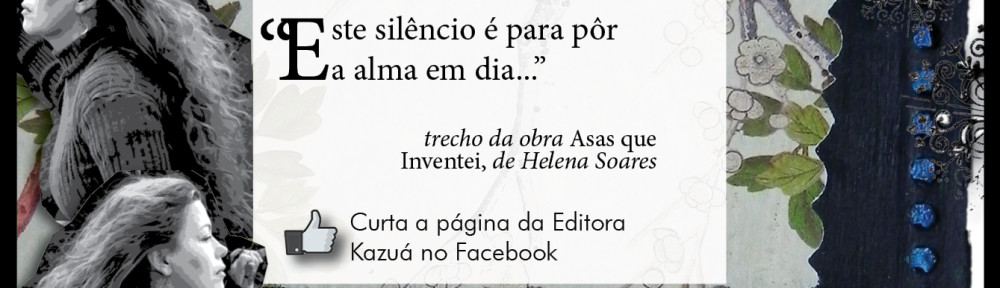 “Este silêncio é para pôr
a alma em dia...”
trecho da obra Asas que
Inventei, de Helena Soares
Curta a página da Editora
Kazuá no Facebook